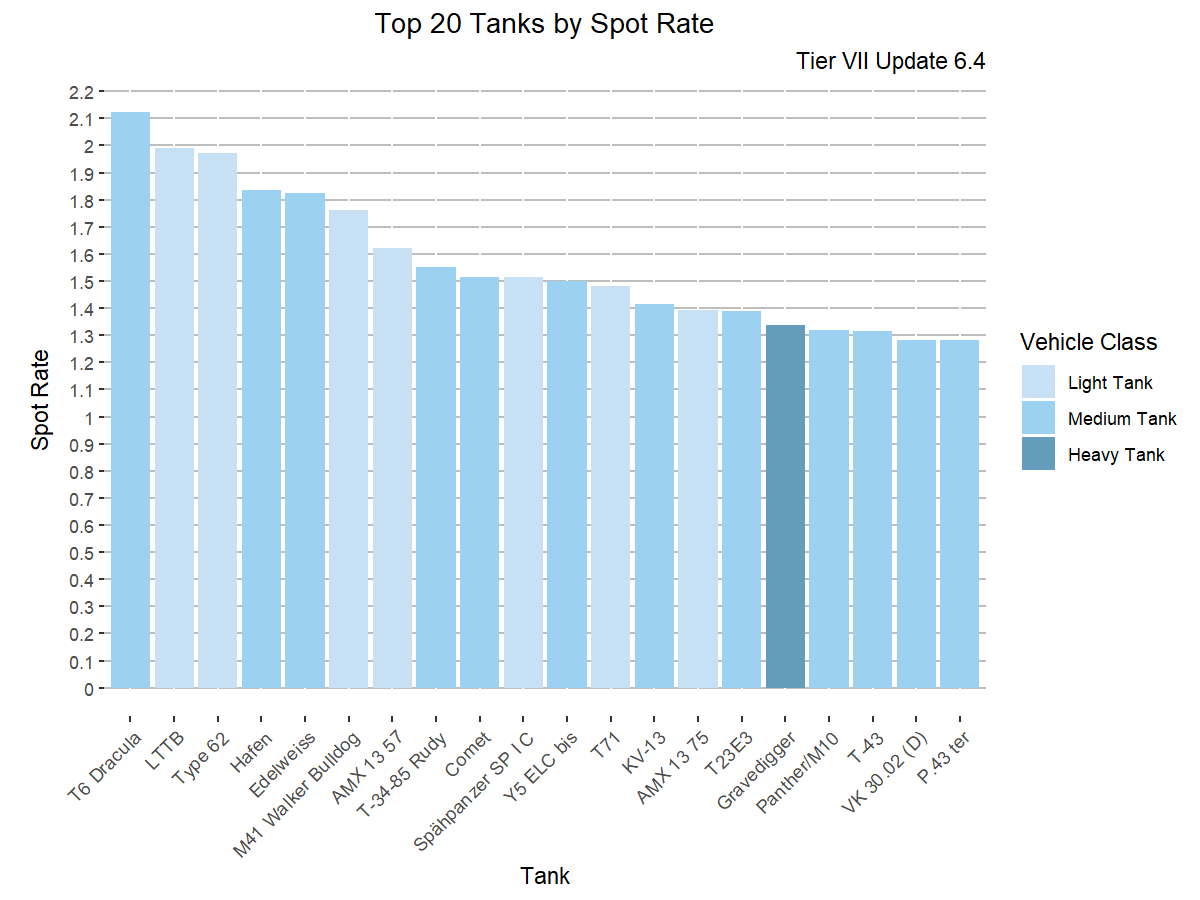 Top 20 Tanks by Spot Rate
Tier VII Update 6.4
2.2
2.1
2
1.9
1.8
1.7
1.6
1.5
1.4
1.3
1.2
1.1
1
0.9
0.8
0.7
0.6
0.5
0.4
0.3
0.2
0.1
0
Spot Rate
T6 Dracula
LTTB
Type 62
Hafen
Edelweiss
M41 Walker Bulldog
AMX 13 57
T-34-85 Rudy
Comet
Spähpanzer SP I C
Y5 ELC bis
T71
KV-13
AMX 13 75
T23E3
Gravedigger
Panther/M10
T-43
VK 30.02 (D)
P.43 ter
Tank
Vehicle Class
Light Tank
Medium Tank
Heavy Tank